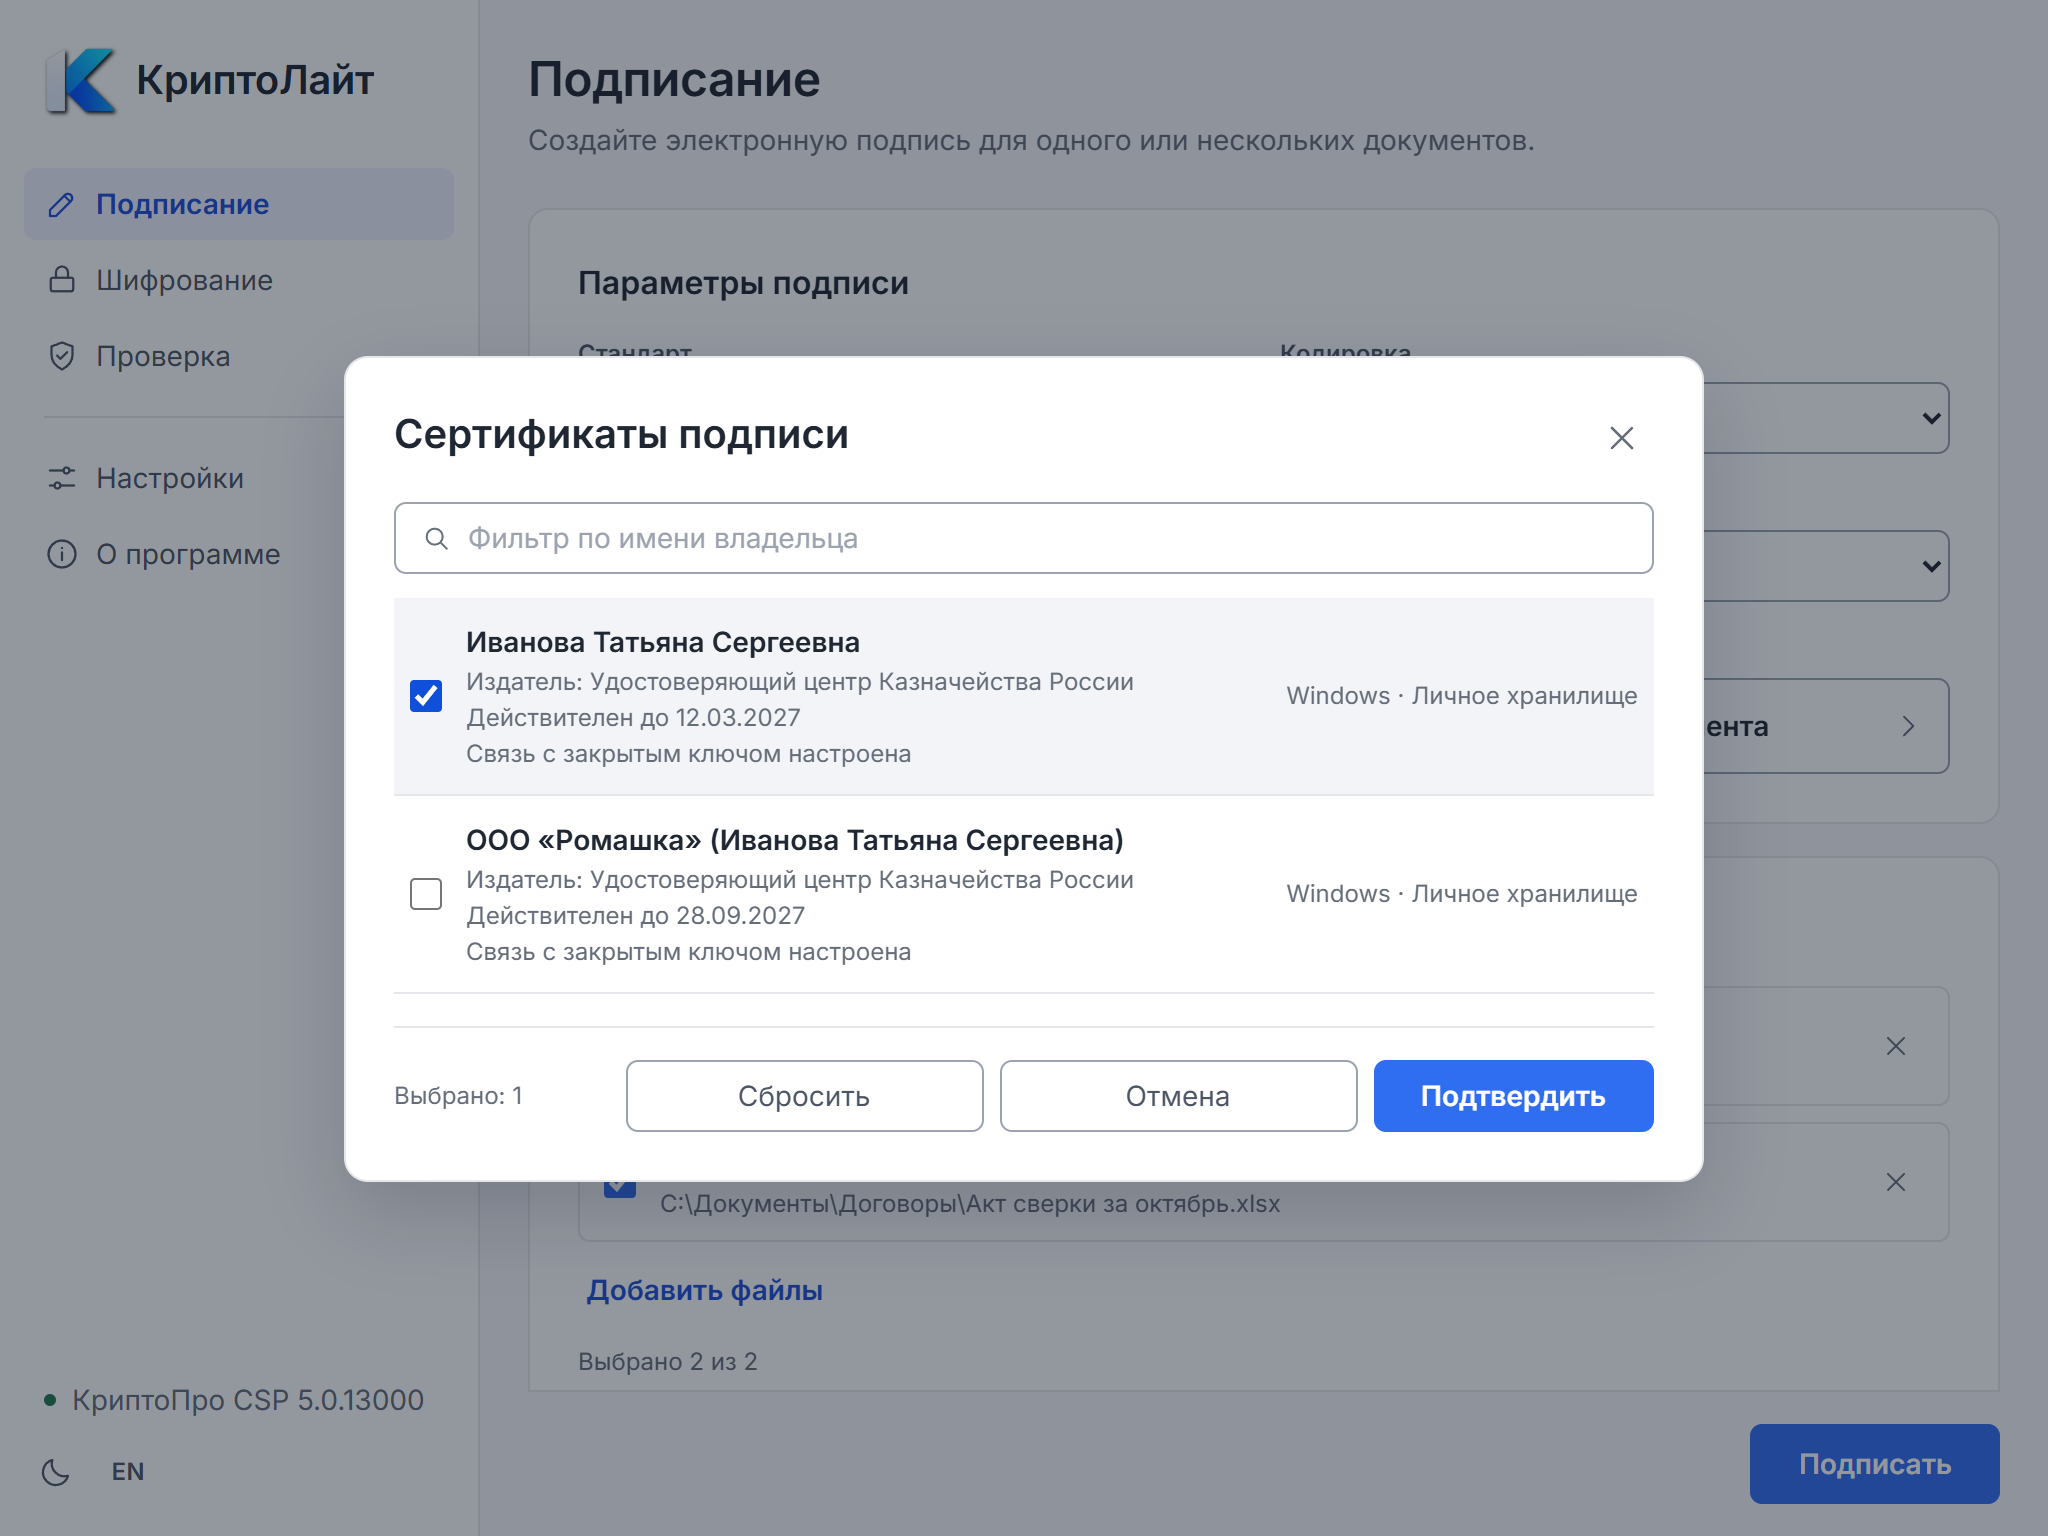 КриптоЛайт
Подписание
Шифрование
Проверка
Настройки
О программе
КриптоПро CSP 5.0.13000
EN
Подписание
Создайте электронную подпись для одного или нескольких документов.
Параметры подписи
Стандарт
Кодировка
Сертификаты подписи
Фильтр по имени владельца
Иванова Татьяна Сергеевна
Издатель: Удостоверяющий центр Казначейства России
Действителен до 12.03.2027
Связь с закрытым ключом настроена
Windows · Личное хранилище
ООО «Ромашка» (Иванова Татьяна Сергеевна)
Издатель: Удостоверяющий центр Казначейства России
Действителен до 28.09.2027
Связь с закрытым ключом настроена
Windows · Личное хранилище
Выбрано: 1
Сбросить
Отмена
Подтвердить
C:\Документы\Договоры\Акт сверки за октябрь.xlsx
Добавить файлы
Выбрано 2 из 2
Подписать